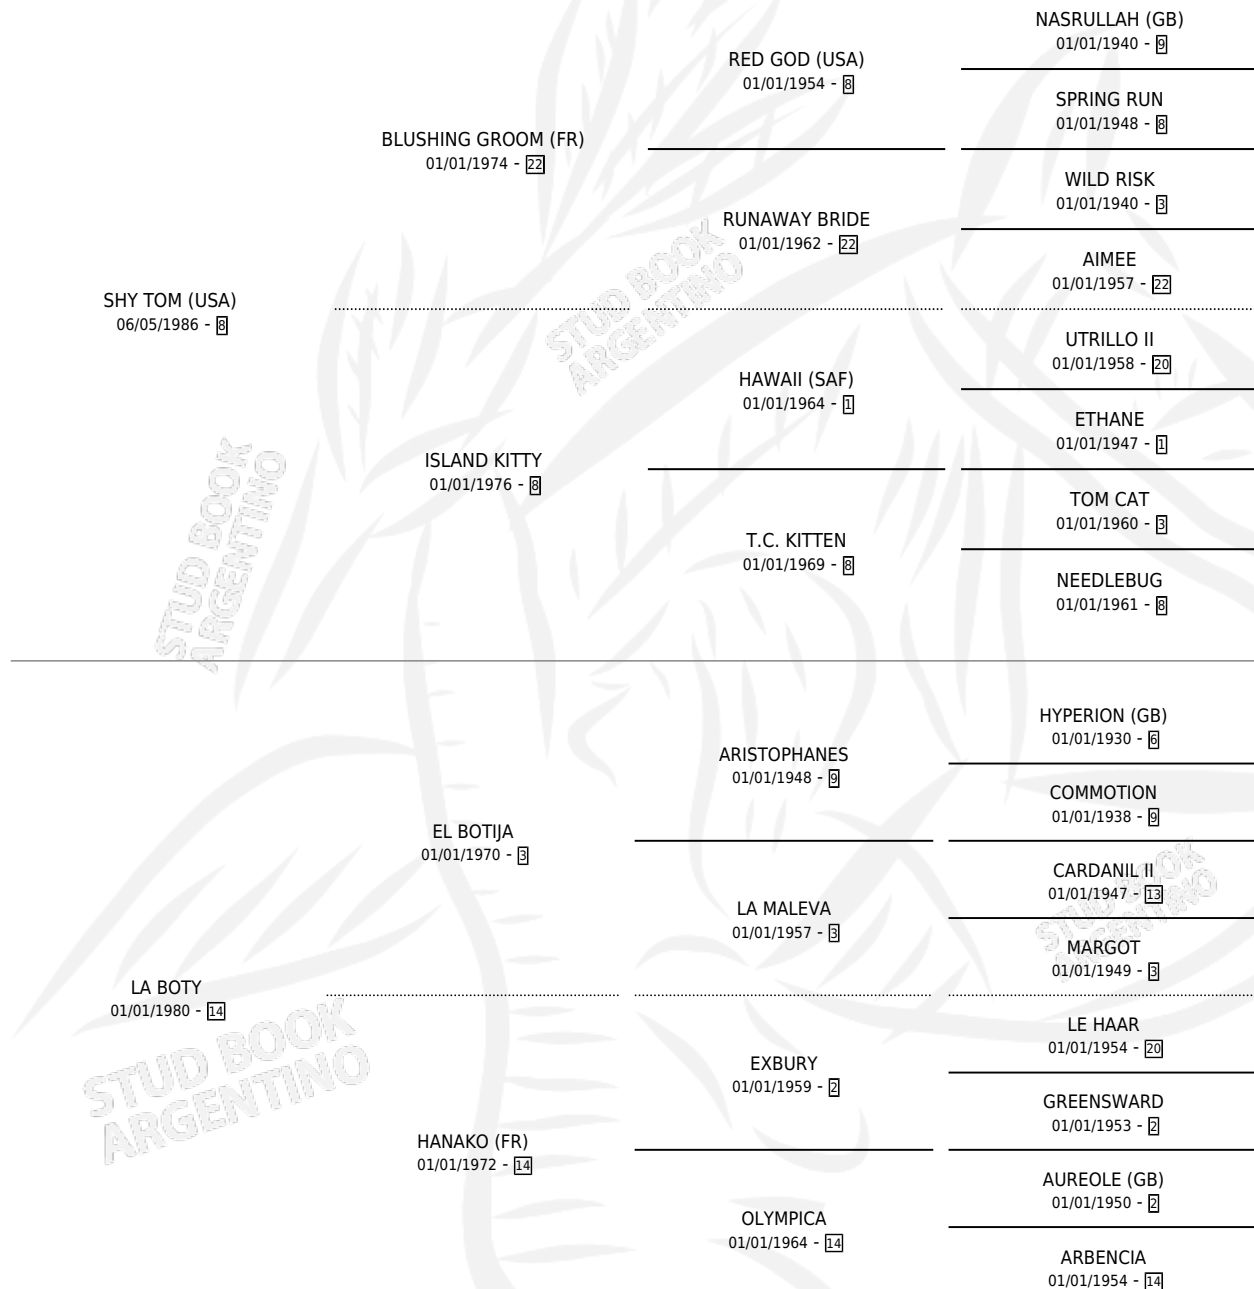 NASRULLAH (GB)
01/01/1940 - 9
RED GOD (USA)
01/01/1954 - 8
SPRING RUN
01/01/1948 - 8
BLUSHING GROOM (FR)
01/01/1974 - 22
WILD RISK
01/01/1940 - 3
RUNAWAY BRIDE
01/01/1962 - 22
AIMEE
01/01/1957 - 22
SHY TOM (USA)
06/05/1986 - 8
UTRILLO II
01/01/1958 - 20
HAWAII (SAF)
01/01/1964 - 1
ETHANE
01/01/1947 - 1
ISLAND KITTY
01/01/1976 - 8
TOM CAT
01/01/1960 - 3
T.C. KITTEN
01/01/1969 - 8
NEEDLEBUG
01/01/1961 - 8
HYPERION (GB)
01/01/1930 - 6
ARISTOPHANES
01/01/1948 - 9
COMMOTION
01/01/1938 - 9
EL BOTIJA
01/01/1970 - 3
CARDANIL II
01/01/1947 - 13
LA MALEVA
01/01/1957 - 3
MARGOT
01/01/1949 - 3
LA BOTY
01/01/1980 - 14
LE HAAR
01/01/1954 - 20
EXBURY
01/01/1959 - 2
GREENSWARD
01/01/1953 - 2
HANAKO (FR)
01/01/1972 - 14
AUREOLE (GB)
01/01/1950 - 2
OLYMPICA
01/01/1964 - 14
ARBENCIA
01/01/1954 - 14
STUD BOOK
ARGENTINO
STUD BOOK
ARGENTINO
STUD BOOK
ARGENTINO
STUD BOOK
ARGENTINO